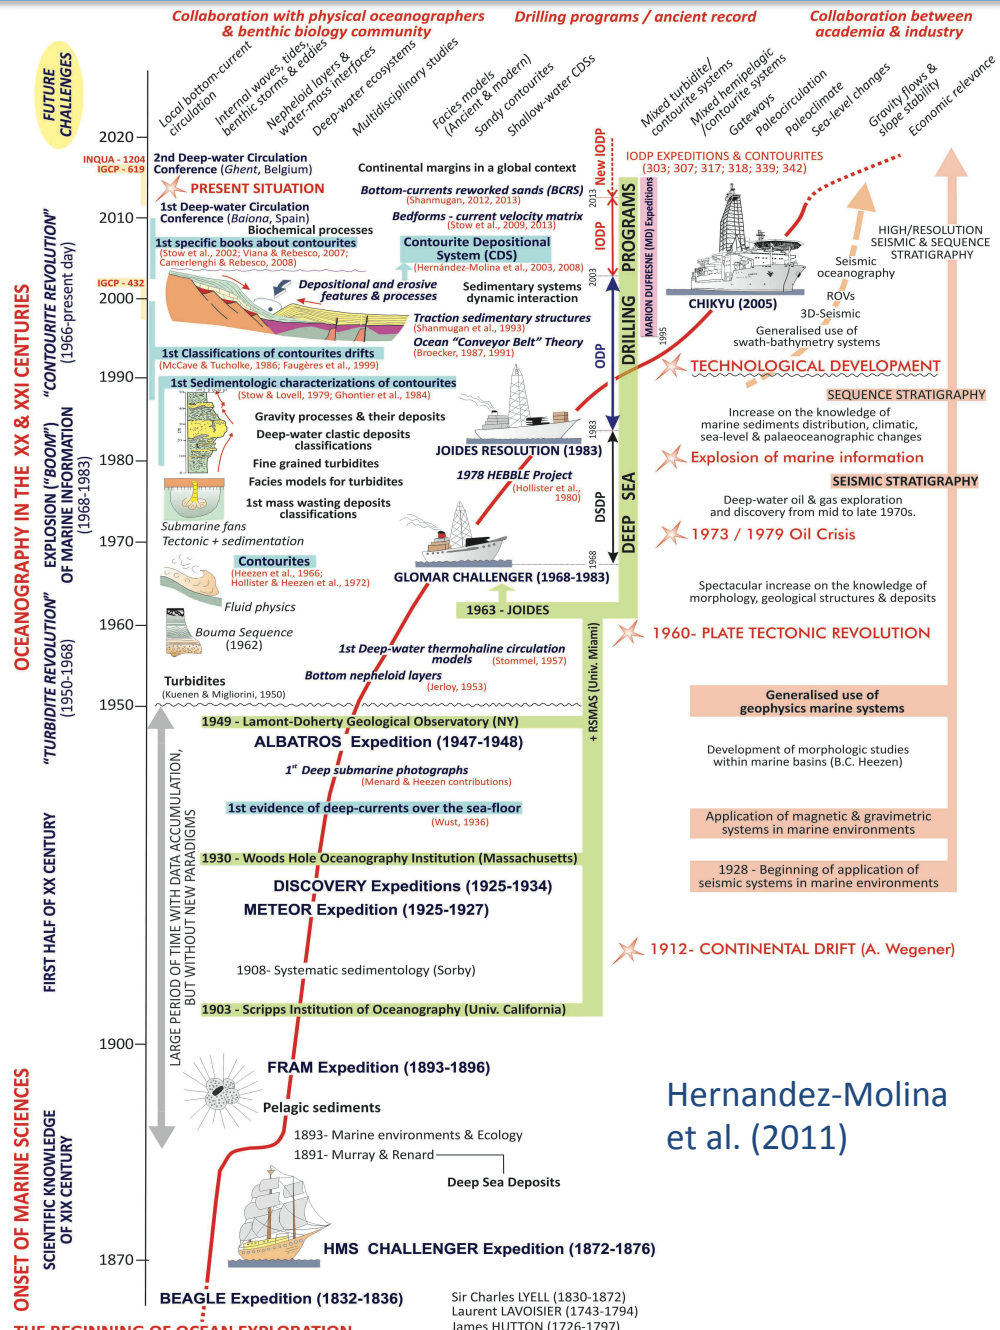 Collaboration with physical oceanographers
& benthic biology community
Drilling programs / ancient record
Collaboration between
academia & industry
FUTURE
CHALLENGES
Local bottom-current
circulation
Internal waves, tides,
benthic storms & eddies
Nepheloid layers &
water-mass interfaces
Deep-water ecosystems
Multidisciplinary studies
Facies models
(Ancient & modern)
Sandy contourites
Shallow-water CDSs
Mixed turbidite/
contourite systems
Mixed hemipelagic
/contourite systems
Gateways
Paleocirculation
Paleoclimate
Sea-level changes
Gravity flows &
slope stability
Economic relevance
2020
INQUA - 1204
IGCP - 619
2nd Deep-water Circulation
Conference (Ghent, Belgium)
PRESENT SITUATION
1st Deep-water Circulation
Conference (Baiona, Spain)
2010
Biochemical processes
1st specific books about contourites
(Stow et al., 2002; Viana & Rebesco, 2007;
Camerlenghi & Rebesco, 2008)
IGCP - 432
2000
Depositional and erosive
features & processes
Continental margins in a global context
Bottom-currents reworked sands (BCRS)
(Shanmugan, 2012, 2013)
Bedforms - current velocity matrix
(Stow et al., 2009, 2013)
Contourite Depositional
System (CDS)
(Hernández-Molina et al., 2003, 2008)
Sedimentary systems
dynamic interaction
Traction sedimentary structures
(Shanmugan et al., 1993)
Ocean "Conveyor Belt" Theory
(Broecker, 1987, 1991)
New IODP
2013
IODP
2003
ODP
1983
DSDP
1968
DEEP SEA DRILLING PROGRAMS
MARION DUFRESNE (MD) Expeditions
1995
IODP EXPEDITIONS & CONTOURITES
(303; 307; 317; 318; 339; 342)
CHIKYU (2005)
HIGH/RESOLUTION
SEISMIC & SEQUENCE
STRATIGRAPHY
Seismic
oceanography
ROVs
3D-Seismic
Generalised use of
swath-bathymetry systems
TECHNOLOGICAL DEVELOPMENT
SEQUENCE STRATIGRAPHY
Increase on the knowledge of
marine sediments distribution, climatic,
sea-level & palaeoceanographic changes
Explosion of marine information
SEISMIC STRATIGRAPHY
Deep-water oil & gas exploration
and discovery from mid to late 1970s.
1973 / 1979 Oil Crisis
Spectacular increase on the knowledge of
morphology, geological structures & deposits
1960- PLATE TECTONIC REVOLUTION
Generalised use of
geophysics marine systems
Development of morphologic studies
within marine basins (B.C. Heezen)
Application of magnetic & gravimetric
systems in marine environments
1928 - Beginning of application of
seismic systems in marine environments
1912- CONTINENTAL DRIFT (A. Wegener)
OCEANOGRAPHY IN THE XX & XXI CENTURIES
"CONTOURITE REVOLUTION"
(1966-present day)
EXPLOSION ("BOOM")
OF MARINE INFORMATION
(1968-1983)
"TURBIDITE REVOLUTION"
(1950-1968)
FIRST HALF OF XX CENTURY
1st Classifications of contourites drifts
(McCave & Tucholke, 1986; Faugères et al., 1999)
1990
1st Sedimentologic characterizations of contourites
(Stow & Lovell, 1979; Ghontier et al., 1984)
Gravity processes & their deposits
Deep-water clastic deposits
classifications
1980
Fine grained turbidites
Facies models for turbidites
1st mass wasting deposits
classifications
Submarine fans
Tectonic + sedimentation
JOIDES RESOLUTION (1983)
1978 HEBBLE Project
(Hollister et al.,
1980)
1970
Contourites
(Heezen et al., 1966;
Hollister & Heezen et al., 1972)
Fluid physics
GLOMAR CHALLENGER (1968-1983)
1963 - JOIDES
1960
Bouma Sequence
(1962)
1st Deep-water thermohaline circulation
models (Stommel, 1957)
Bottom nepheloid layers
(Jerloy, 1953)
Turbidites
(Kuenen & Migliorini, 1950)
1950
+ RSMAS (Univ. Miami)
1949 - Lamont-Doherty Geological Observatory (NY)
ALBATROS Expedition (1947-1948)
1st Deep submarine photographs
(Menard & Heezen contributions)
1st evidence of deep-currents over the sea-floor
(Wust, 1936)
1930 - Woods Hole Oceanography Institution (Massachusetts)
DISCOVERY Expeditions (1925-1934)
METEOR Expedition (1925-1927)
1908- Systematic sedimentology (Sorby)
1903 - Scripps Institution of Oceanography (Univ. California)
LARGE PERIOD OF TIME WITH DATA ACCUMULATION,
BUT WITHOUT NEW PARADIGMS
1900
FRAM Expedition (1893-1896)
Pelagic sediments
1893- Marine environments & Ecology
1891- Murray & Renard
Deep Sea Deposits
Hernandez-Molina
et al. (2011)
ONSET OF MARINE SCIENCES
SCIENTIFIC KNOWLEDGE
OF XIX CENTURY
HMS CHALLENGER Expedition (1872-1876)
1870
BEAGLE Expedition (1832-1836)
Sir Charles LYELL (1830-1872)
Laurent LAVOISIER (1743-1794)
James HUTTON (1726-1797)
THE BEGINNING OF OCEAN EXPLORATION